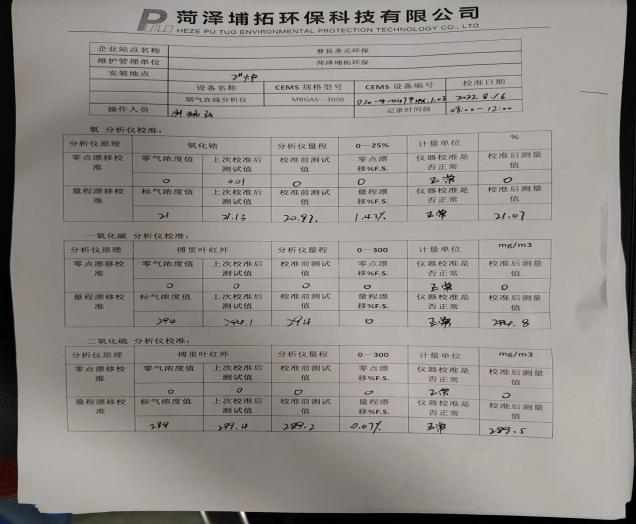 菏泽埔拓环保科技有限公司
HEZE PU TUO ENVIRONMENTAL PROTECTION TECHNOLOGY CO., LTD
企业站点名称 曹县圣元环保
维护管理单位 菏泽埔拓环保
安装地点 2#炉
设备名称 CEMS 规格型号 CEMS 设备编号 校准日期
烟气在线分析仪 MBGAS-3000 2022.9.16
操作人员 记录时间段 08:00-12:00
氧 分析仪校准:
分析仪原理 氧化锆 分析仪量程 0—25% 计量单位 %
零点漂移校准 零气浓度值 上次校准后测试值 校准前测试值 零点漂移%F.S. 仪器校准是否正常 校准后测量值
0 0.01 0 0 正常 0
量程漂移校准 标气浓度值 上次校准后测试值 校准前测试值 量程漂移%F.S. 仪器校准是否正常 校准后测量值
21 21.13 1.43% 正常 21.07
一氧化碳 分析仪校准:
分析仪原理 傅里叶红外 分析仪量程 0—300 计量单位 mg/m3
零点漂移校准 零气浓度值 上次校准后测试值 校准前测试值 零点漂移%F.S. 仪器校准是否正常 校准后测量值
0 0 0 0 正常 0
量程漂移校准 标气浓度值 上次校准后测试值 校准前测试值 量程漂移%F.S. 仪器校准是否正常 校准后测量值
294 294.1 294 0 正常 294.8
二氧化硫 分析仪校准:
分析仪原理 傅里叶红外 分析仪量程 0—300 计量单位 mg/m3
零点漂移校准 零气浓度值 上次校准后测试值 校准前测试值 零点漂移%F.S. 仪器校准是否正常 校准后测量值
0 0 0 0 正常 0
量程漂移校准 标气浓度值 上次校准后测试值 校准前测试值 量程漂移%F.S. 仪器校准是否正常 校准后测量值
289 289.4 289.2 0.07% 正常 289.5